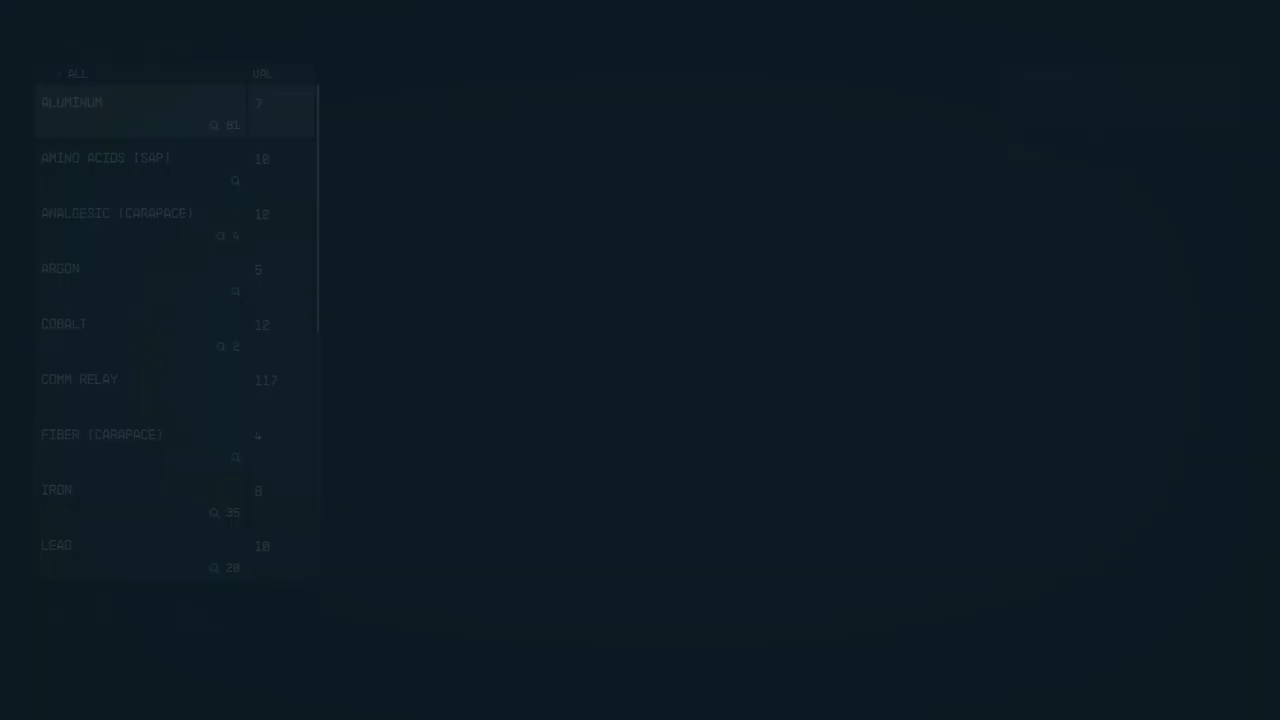 ALL VAL
ALUMINUM 7
81
AMINO ACIDS (SAP) 10
ANALGESIC (CARAPACE) 12
4
ARGON 5
COBALT 12
2
COMM RELAY 117
FIBER (CARAPACE) 4
IRON 8
35
LEAD 10
20